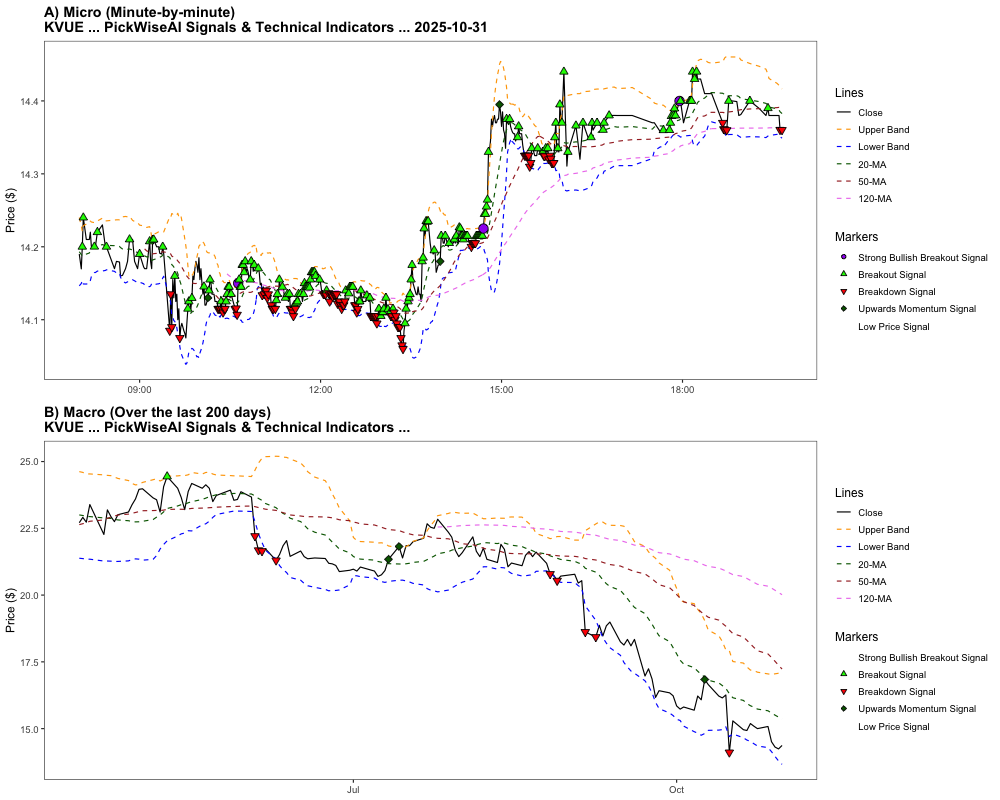 A) Micro (Minute-by-minute)
KVUE ... PickWiseAI Signals & Technical Indicators ... 2025-10-31
Price ($)
14.4
14.3
14.2
14.1
09:00
12:00
15:00
18:00
Lines
Close
Upper Band
Lower Band
20-MA
50-MA
120-MA
Markers
Strong Bullish Breakout Signal
Breakout Signal
Breakdown Signal
Upwards Momentum Signal
Low Price Signal
B) Macro (Over the last 200 days)
KVUE ... PickWiseAI Signals & Technical Indicators ...
Price ($)
25.0
22.5
20.0
17.5
15.0
Jul
Oct
Lines
Close
Upper Band
Lower Band
20-MA
50-MA
120-MA
Markers
Strong Bullish Breakout Signal
Breakout Signal
Breakdown Signal
Upwards Momentum Signal
Low Price Signal